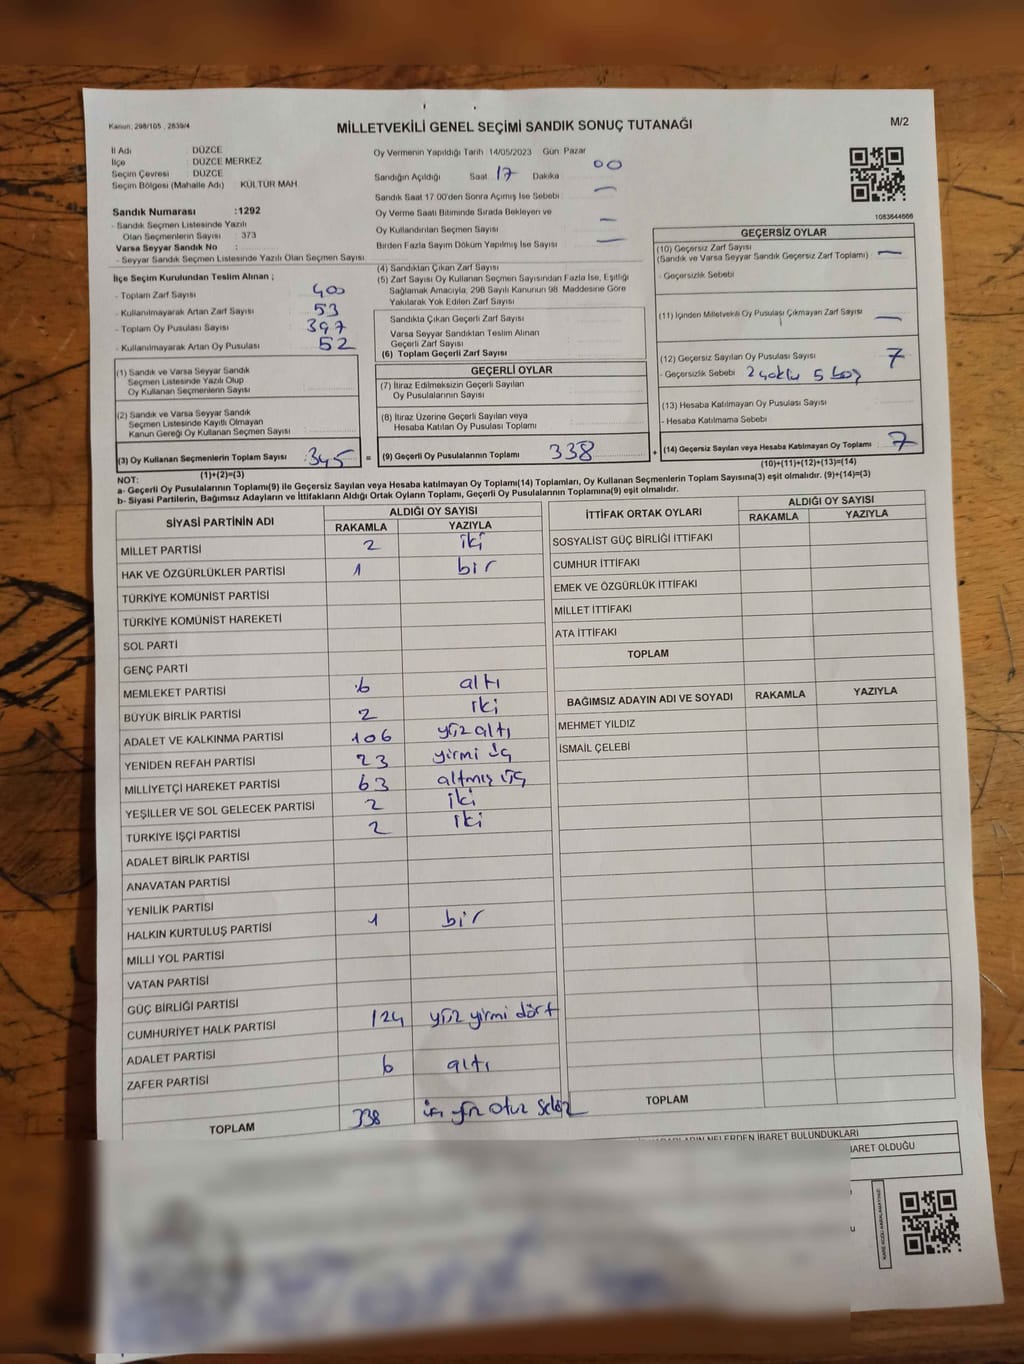 Kanun: 298/105 , 2839/4
MİLLETVEKİLİ GENEL SEÇİMİ SANDIK SONUÇ TUTANAĞI
M/2
İl Adı : DÜZCE
İlçe : DÜZCE MERKEZ
Seçim Çevresi : DÜZCE
Seçim Bölgesi (Mahalle Adı) : KÜLTÜR MAH
Sandık Numarası :1292
- Sandık Seçmen Listesinde Yazılı
Olan Seçmenlerin Sayısı : 373
Varsa Seyyar Sandık No :
- Seyyar Sandık Seçmen Listesinde Yazılı Olan Seçmen Sayısı
Oy Vermenin Yapıldığı Tarih 14/05/2023 Gün Pazar
Sandığın Açıldığı Saat 17 Dakika 00
Sandık Saat 17.00'den Sonra Açımış İse Sebebi : —
Oy Verme Saati Bitiminde Sırada Bekleyen ve
Oy Kullandırılan Seçmen Sayısı : —
Birden Fazla Sayım Döküm Yapılmış İse Sayısı : —
1083644666
İlçe Seçim Kurulundan Teslim Alınan ;
- Toplam Zarf Sayısı : 400
- Kullanılmayarak Artan Zarf Sayısı : 53
- Toplam Oy Pusulası Sayısı : 397
- Kullanılmayarak Artan Oy Pusulası : 52
(1) Sandık ve Varsa Seyyar Sandık
Seçmen Listesinde Yazılı Olup
Oy Kullanan Seçmenlerin Sayısı
(2) Sandık ve Varsa Seyyar Sandık
Seçmen Listesinde Kayıtlı Olmayan
Kanun Gereği Oy Kullanan Seçmen Sayısı
(3) Oy Kullanan Seçmenlerin Toplam Sayısı : 345 =
(1)+(2)=(3)
(4) Sandıktan Çıkan Zarf Sayısı
(5) Zarf Sayısı Oy Kullanan Seçmen Sayısından Fazla İse, Eşitliği
Sağlamak Amacıyla, 298 Sayılı Kanunun 98. Maddesine Göre
Yakılarak Yok Edilen Zarf Sayısı
Sandıkta Çıkan Geçerli Zarf Sayısı
Varsa Seyyar Sandıktan Teslim Alınan
Geçerli Zarf Sayısı
(6) Toplam Geçerli Zarf Sayısı
GEÇERLİ OYLAR
(7) İtiraz Edilmeksizin Geçerli Sayılan
Oy Pusulalarının Sayısı
(8) İtiraz Üzerine Geçerli Sayılan veya
Hesaba Katılan Oy Pusulası Toplamı
(9) Geçerli Oy Pusulalarının Toplamı : 338 +
GEÇERSİZ OYLAR
(10) Geçersiz Zarf Sayısı
(Sandık ve Varsa Seyyar Sandık Geçersiz Zarf Toplamı) : —
- Geçersizlik Sebebi
(11) İçinden Milletvekili Oy Pusulası Çıkmayan Zarf Sayısı —
(12) Geçersiz Sayılan Oy Pusulası Sayısı 7
- Geçersizlik Sebebi 2 çoklu 5 boş
(13) Hesaba Katılmayan Oy Pusulası Sayısı
- Hesaba Katılmama Sebebi
(14) Geçersiz Sayılan veya Hesaba Katılmayan Oy Toplamı : 7
(10)+(11)+(12)+(13)=(14)
NOT:
a- Geçerli Oy Pusulalarının Toplamı(9) ile Geçersiz Sayılan veya Hesaba katılmayan Oy Toplamı(14) Toplamları, Oy Kullanan Seçmenlerin Toplam Sayısına(3) eşit olmalıdır. (9)+(14)=(3)
b- Siyasi Partilerin, Bağımsız Adayların ve İttifakların Aldığı Ortak Oyların Toplamı, Geçerli Oy Pusulalarının Toplamına(9) eşit olmalıdır.
SİYASİ PARTİNİN ADI
ALDIĞI OY SAYISI
RAKAMLA YAZIYLA
MİLLET PARTİSİ 2 iki
HAK VE ÖZGÜRLÜKLER PARTİSİ 1 bir
TÜRKİYE KOMÜNİST PARTİSİ
TÜRKİYE KOMÜNİST HAREKETİ
SOL PARTİ
GENÇ PARTİ
MEMLEKET PARTİSİ 6 altı
BÜYÜK BİRLİK PARTİSİ 2 iki
ADALET VE KALKINMA PARTİSİ 106 yüz altı
YENİDEN REFAH PARTİSİ 23 yirmi üç
MİLLİYETÇİ HAREKET PARTİSİ 63 altmış üç
YEŞİLLER VE SOL GELECEK PARTİSİ 2 iki
TÜRKİYE İŞÇİ PARTİSİ 2 iki
ADALET BİRLİK PARTİSİ
ANAVATAN PARTİSİ
YENİLİK PARTİSİ
HALKIN KURTULUŞ PARTİSİ 1 bir
MİLLİ YOL PARTİSİ
VATAN PARTİSİ
GÜÇ BİRLİĞİ PARTİSİ
CUMHURİYET HALK PARTİSİ 124 yüz yirmi dört
ADALET PARTİSİ
ZAFER PARTİSİ 6 altı
TOPLAM 338 üç yüz otuz sekiz
İTTİFAK ORTAK OYLARI
ALDIĞI OY SAYISI
RAKAMLA YAZIYLA
SOSYALİST GÜÇ BİRLİĞİ İTTİFAKI
CUMHUR İTTİFAKI
EMEK VE ÖZGÜRLÜK İTTİFAKI
MİLLET İTTİFAKI
ATA İTTİFAKI
TOPLAM
BAĞIMSIZ ADAYIN ADI VE SOYADI RAKAMLA YAZIYLA
MEHMET YILDIZ
İSMAİL ÇELEBİ
TOPLAM
NELERDEN İBARET BULUNDUKLARI
İBARET OLDUĞU